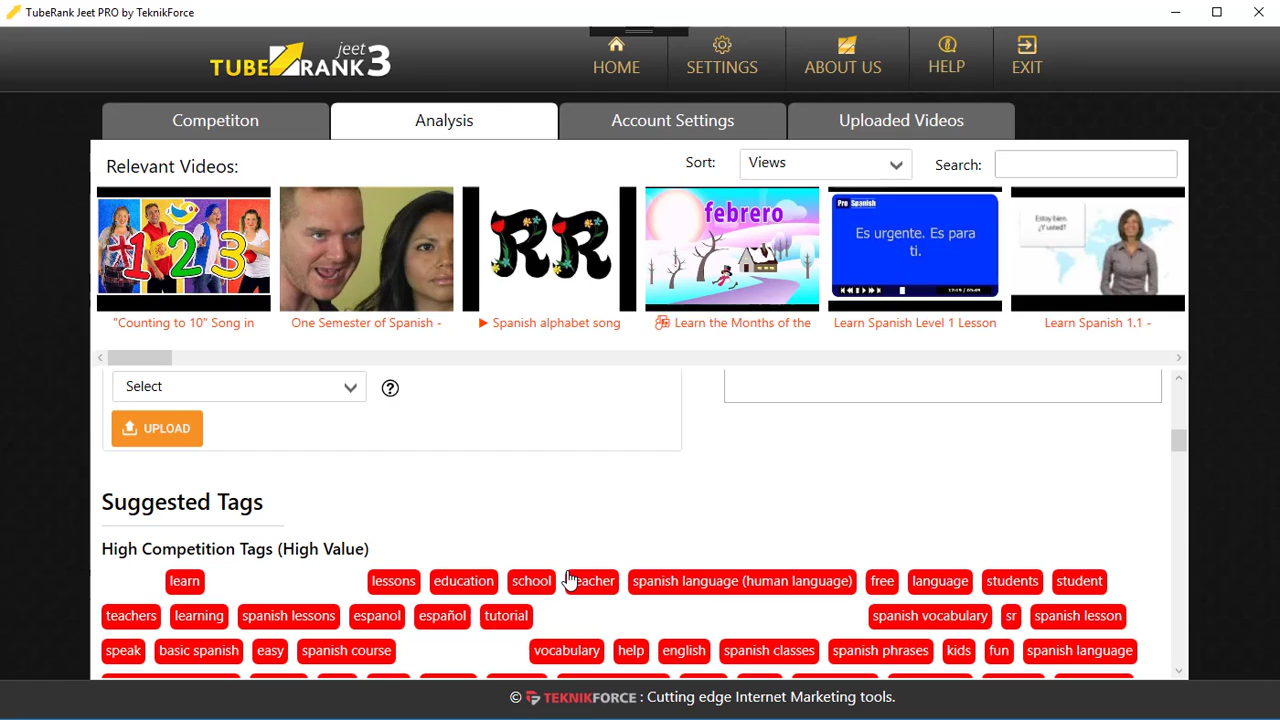 TubeRank Jeet PRO by TeknikForce
TUBE RANK jeet 3
HOME
SETTINGS
ABOUT US
HELP
EXIT
Competiton
Analysis
Account Settings
Uploaded Videos
Relevant Videos:
Sort:
Views
Search:
1 2 3
RR
febrero
Pro Spanish
Es urgente. Es para
ti.
Estoy bien.
¿Y usted?
"Counting to 10" Song in
One Semester of Spanish -
Spanish alphabet song
Learn the Months of the
Learn Spanish Level 1 Lesson
Learn Spanish 1.1 -
Select
?
UPLOAD
Suggested Tags
High Competition Tags (High Value)
learn lessons education school teacher spanish language (human language) free language students student
teachers learning spanish lessons espanol español tutorial spanish vocabulary sr spanish lesson
speak basic spanish easy spanish course vocabulary help english spanish classes spanish phrases kids fun spanish language
© TEKNIKFORCE : Cutting edge Internet Marketing tools.